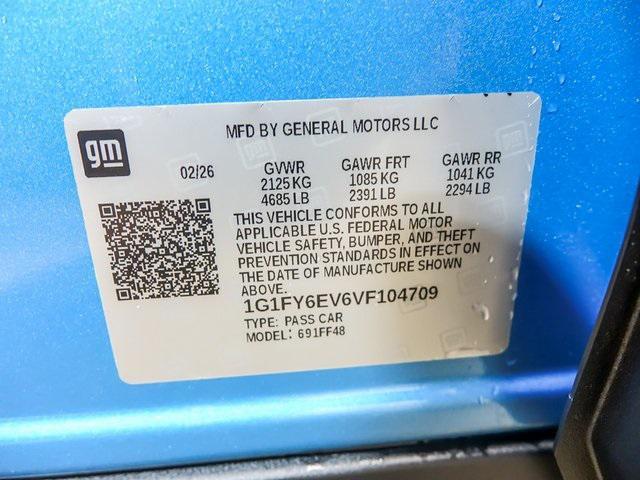 MFD BY GENERAL MOTORS LLC
gm
02/26
GVWR GAWR FRT GAWR RR
2125 KG 1085 KG 1041 KG
4685 LB 2391 LB 2294 LB
THIS VEHICLE CONFORMS TO ALL
APPLICABLE U.S. FEDERAL MOTOR
VEHICLE SAFETY, BUMPER, AND THEFT
PREVENTION STANDARDS IN EFFECT ON
THE DATE OF MANUFACTURE SHOWN
ABOVE.
1G1FY6EV6VF104709
TYPE: PASS CAR
MODEL: 691FF48